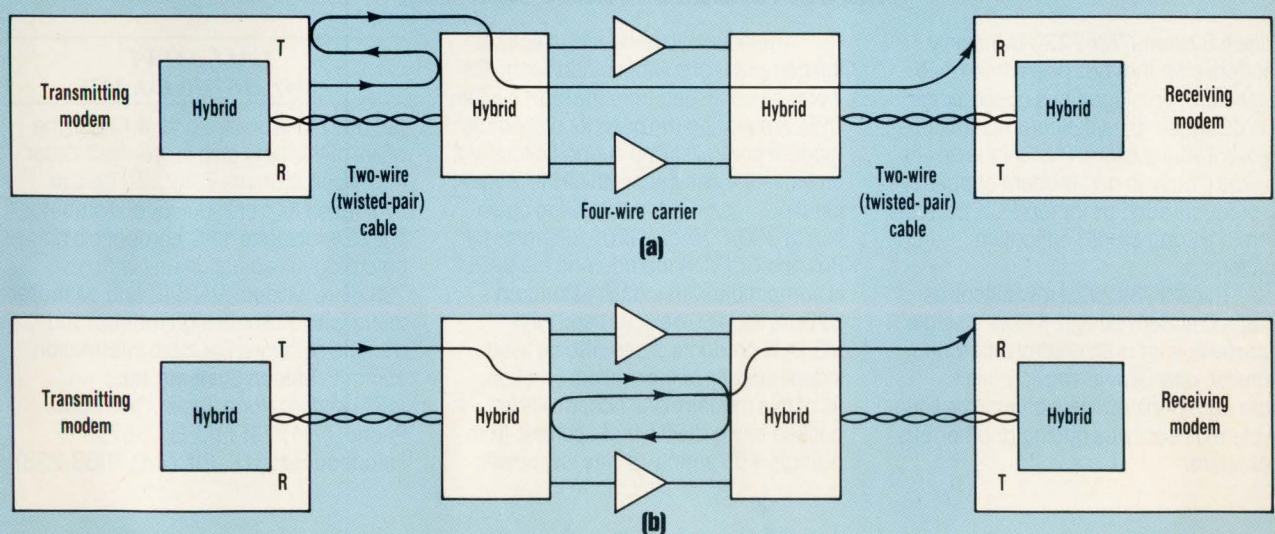 T
Transmitting
modem
Hybrid
R
Two-wire
(twisted-pair)
cable
Hybrid
Four-wire carrier
Hybrid
Two-wire
(twisted-pair)
cable
R
Hybrid
T
Receiving
modem
(a)
T
Transmitting
modem
Hybrid
R
Hybrid
Hybrid
R
Hybrid
T
Receiving
modem
(b)